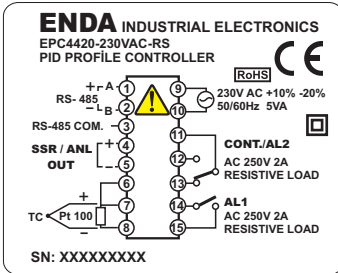 ENDA INDUSTRIAL ELECTRONICS
EPC4420-230VAC-RS
PID PROFİLE CONTROLLER
RoHS
CE
+ A 1
RS- 485
- B 2
RS-485 COM. 3
SSR / ANL + 4
OUT - 5
6
+
TC Pt 100 7
- 8
9 230V AC +10% -20%
10 50/60Hz 5VA
11 CONT./AL2
12 AC 250V 2A
13 RESISTIVE LOAD
14 AL1
AC 250V 2A
15 RESISTIVE LOAD
SN: XXXXXXXXX